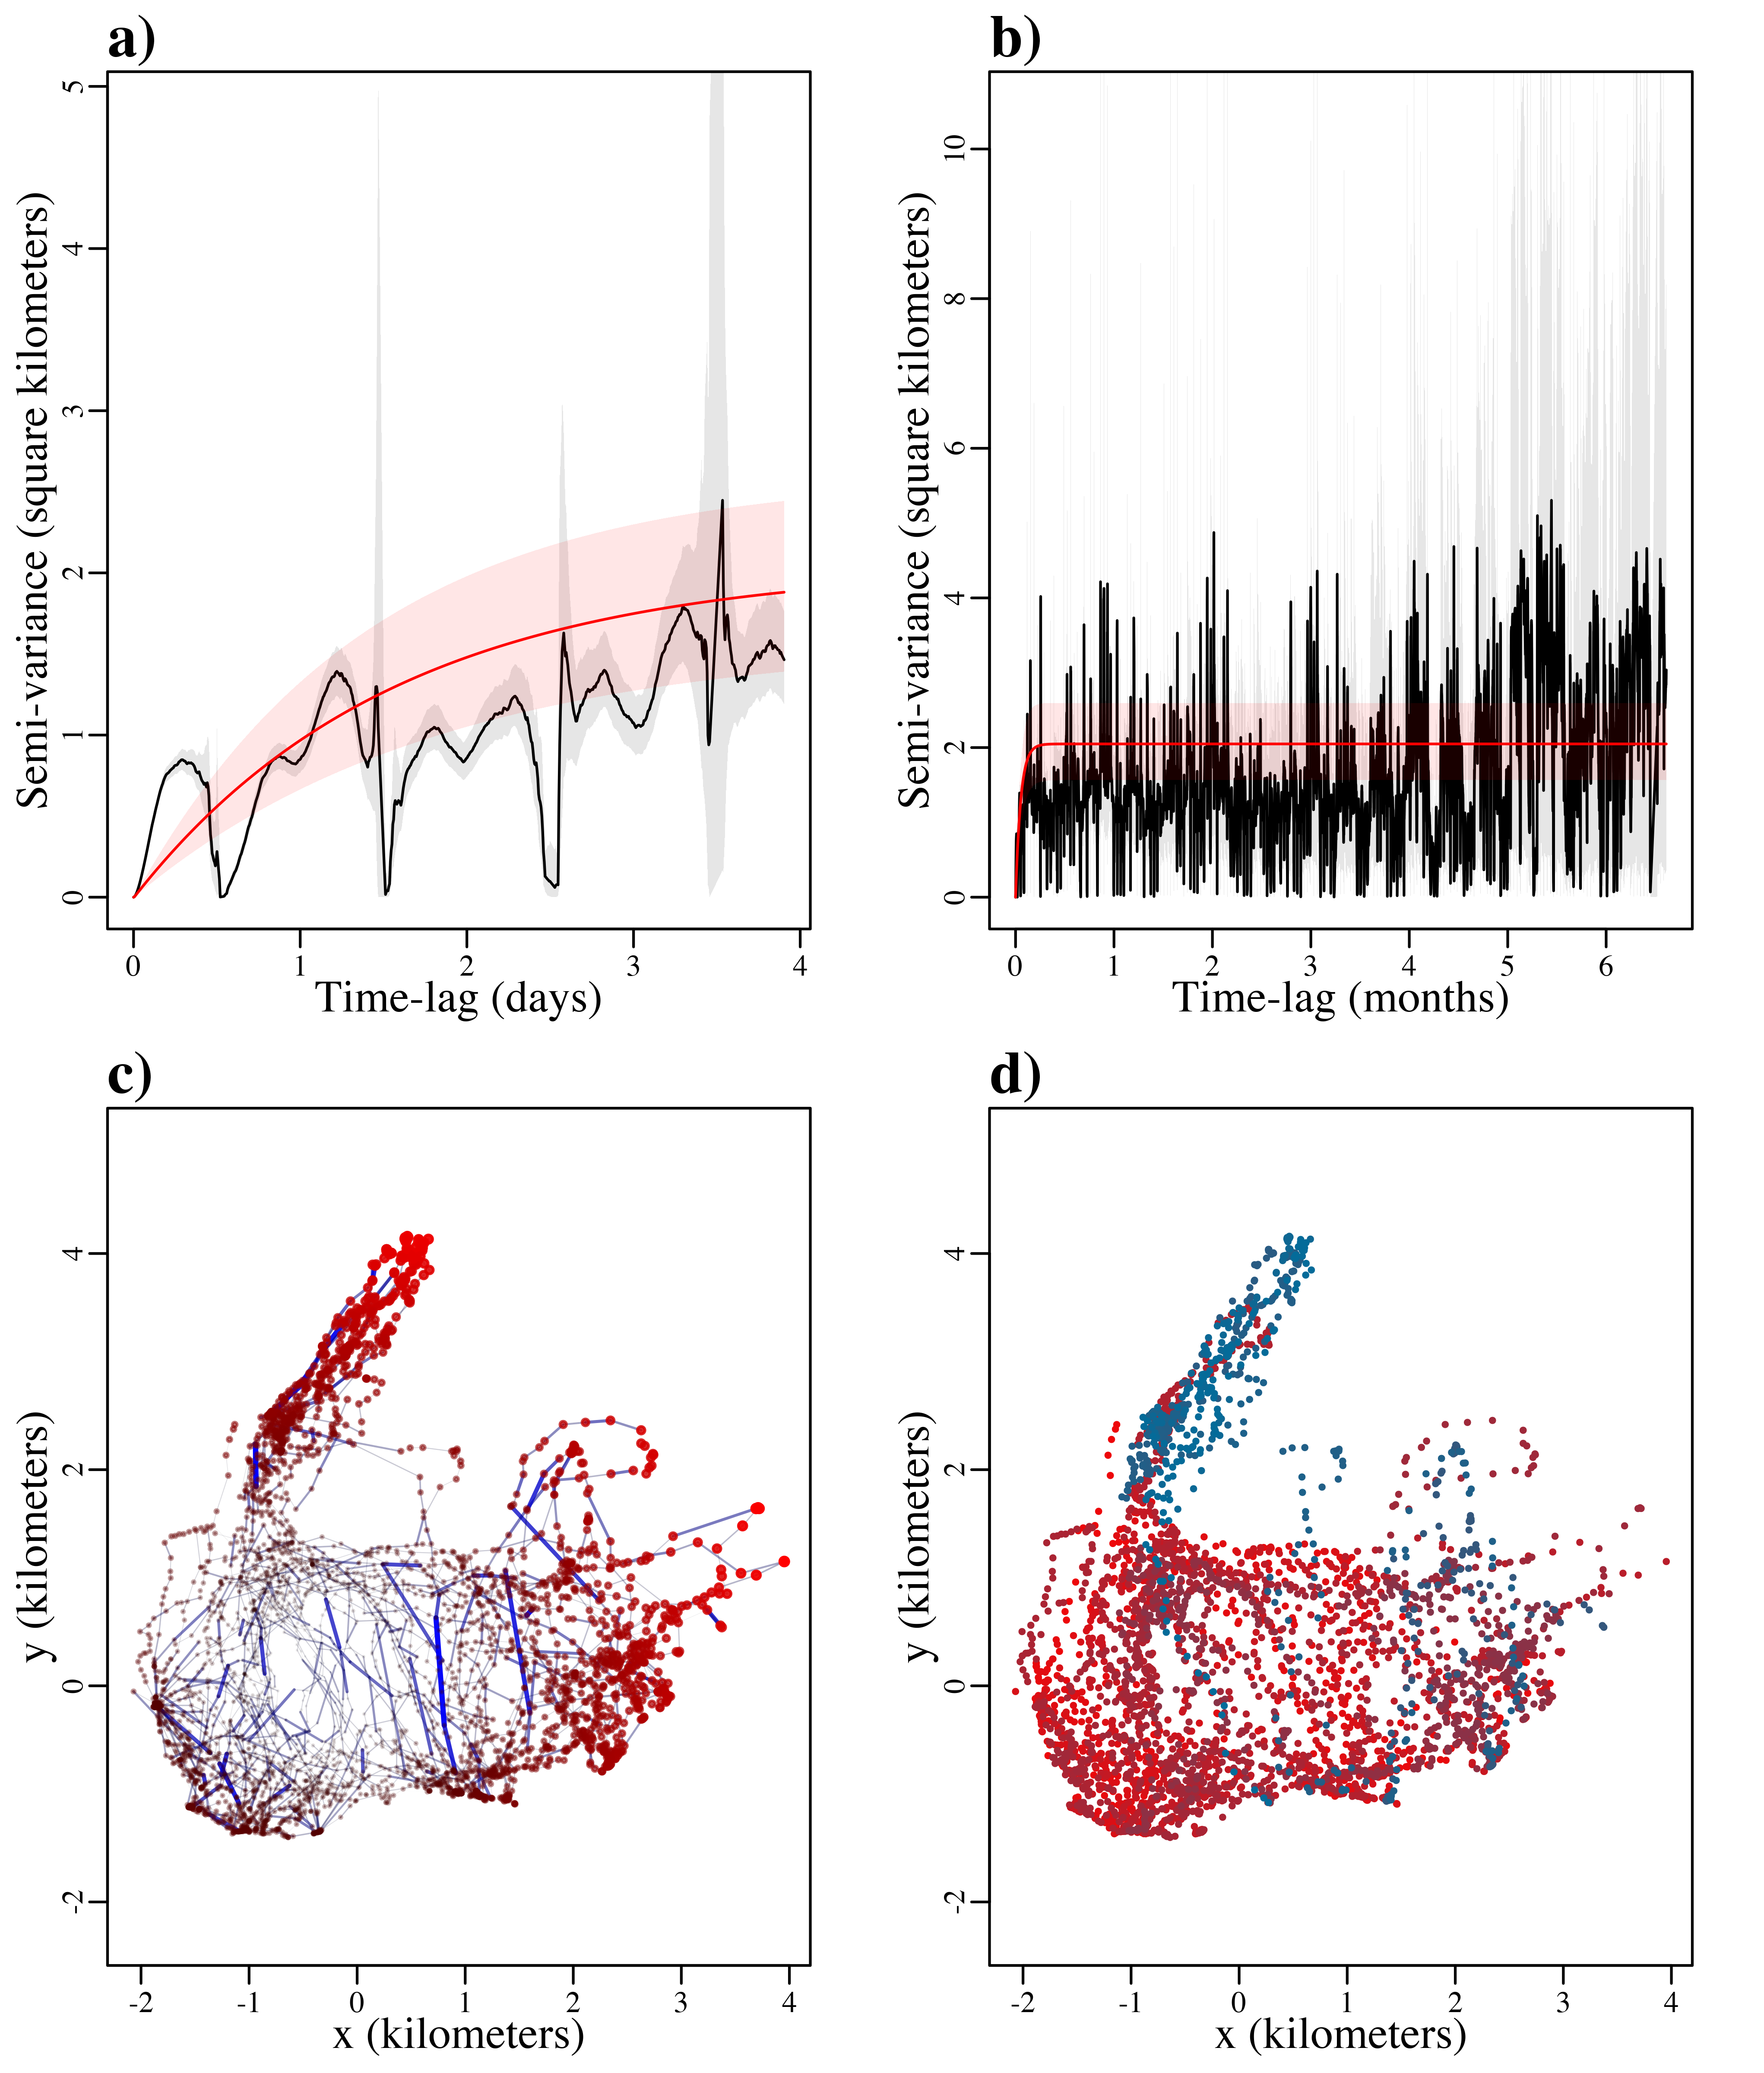 a)
Semi-variance (square kilometers)
5
4
3
2
1
0
0 1 2 3 4
Time-lag (days)
b)
Semi-variance (square kilometers)
10
8
6
4
2
0
0 1 2 3 4 5 6
Time-lag (months)
c)
y (kilometers)
4
2
0
-2
-2 -1 0 1 2 3 4
x (kilometers)
d)
y (kilometers)
4
2
0
-2
-2 -1 0 1 2 3 4
x (kilometers)